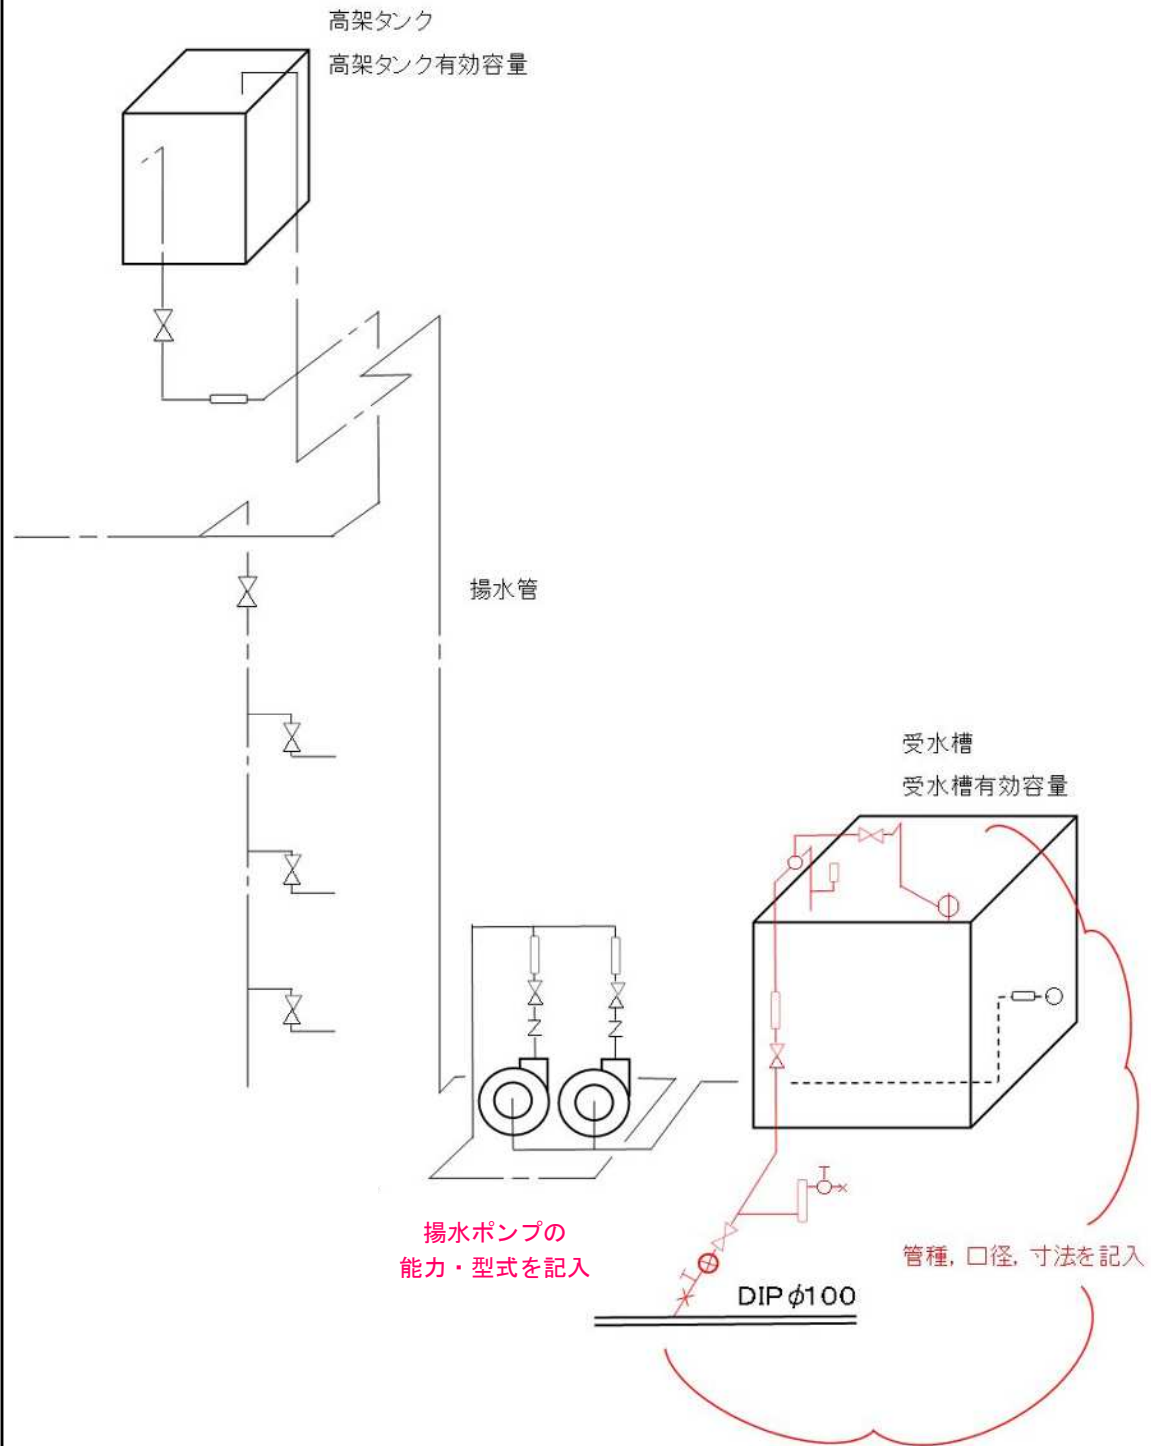 高架タンク
高架タンク有効容量
揚水管
受水槽
受水槽有効容量
揚水ポンプの
能力・型式を記入
管種, 口径, 寸法を記入
DIPφ100